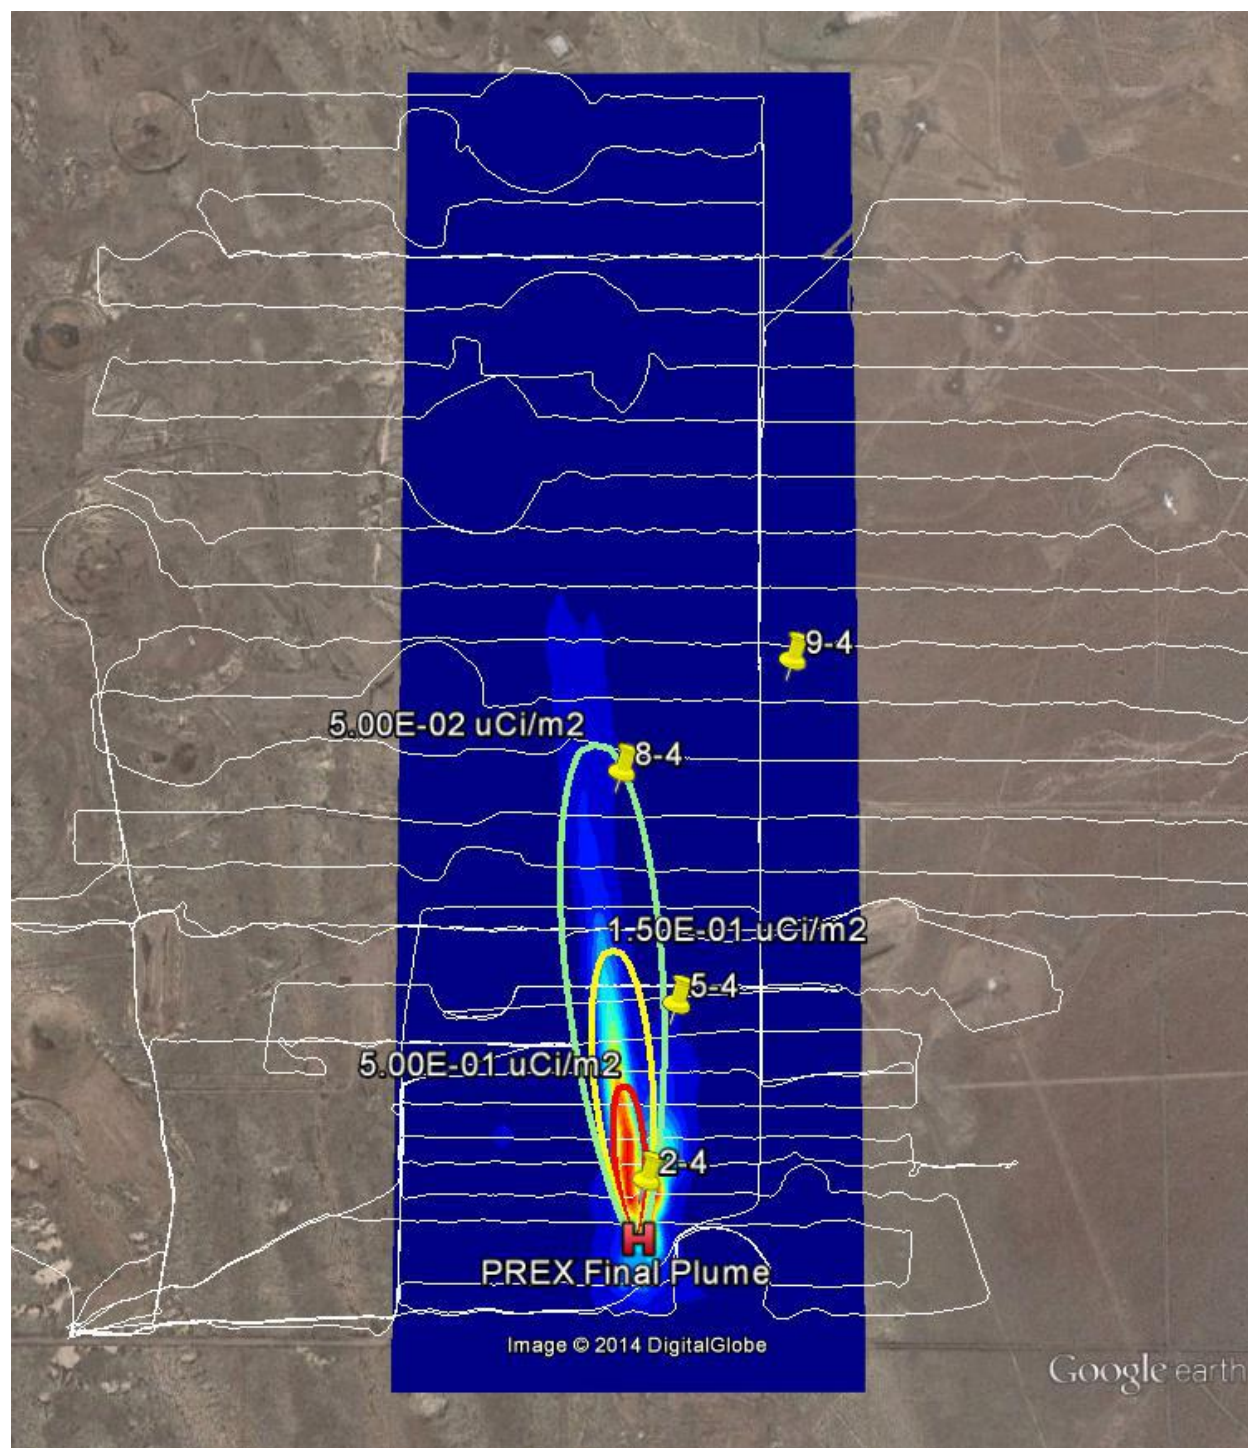 9-4
5.00E-02 uCi/m2
8-4
1.50E-01 uCi/m2
5-4
5.00E-01 uCi/m2
2-4
H
PREX Final Plume
Image © 2014 DigitalGlobe
Google earth